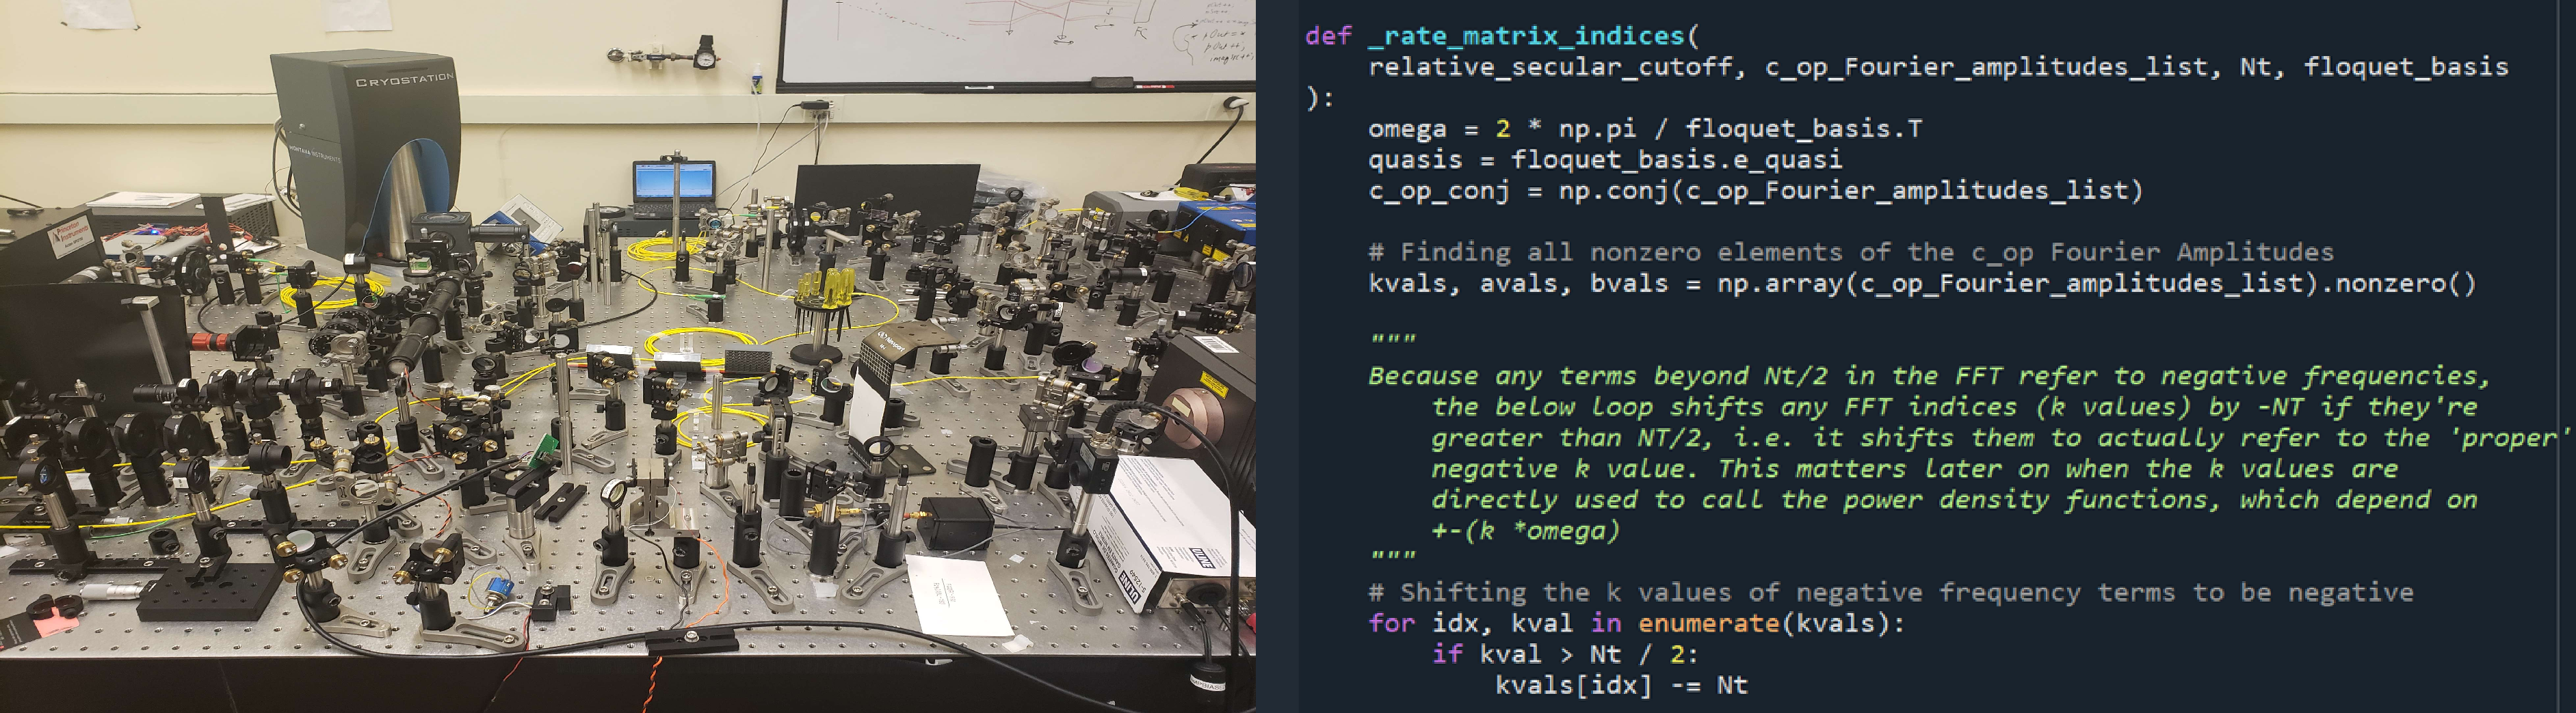 CRYOSTATION
MONTANA INSTRUMENTS
Princeton
Instruments
Newport
UNO
def _rate_matrix_indices(
relative_secular_cutoff, c_op_Fourier_amplitudes_list, Nt, floquet_basis
):
omega = 2 * np.pi / floquet_basis.T
quasis = floquet_basis.e_quasi
c_op_conj = np.conj(c_op_Fourier_amplitudes_list)
# Finding all nonzero elements of the c_op Fourier Amplitudes
kvals, avals, bvals = np.array(c_op_Fourier_amplitudes_list).nonzero()
"""
Because any terms beyond Nt/2 in the FFT refer to negative frequencies,
the below loop shifts any FFT indices (k values) by -NT if they're
greater than NT/2, i.e. it shifts them to actually refer to the 'proper'
negative k value. This matters later on when the k values are
directly used to call the power density functions, which depend on
+-(k *omega)
"""
# Shifting the k values of negative frequency terms to be negative
for idx, kval in enumerate(kvals):
if kval > Nt / 2:
kvals[idx] -= Nt